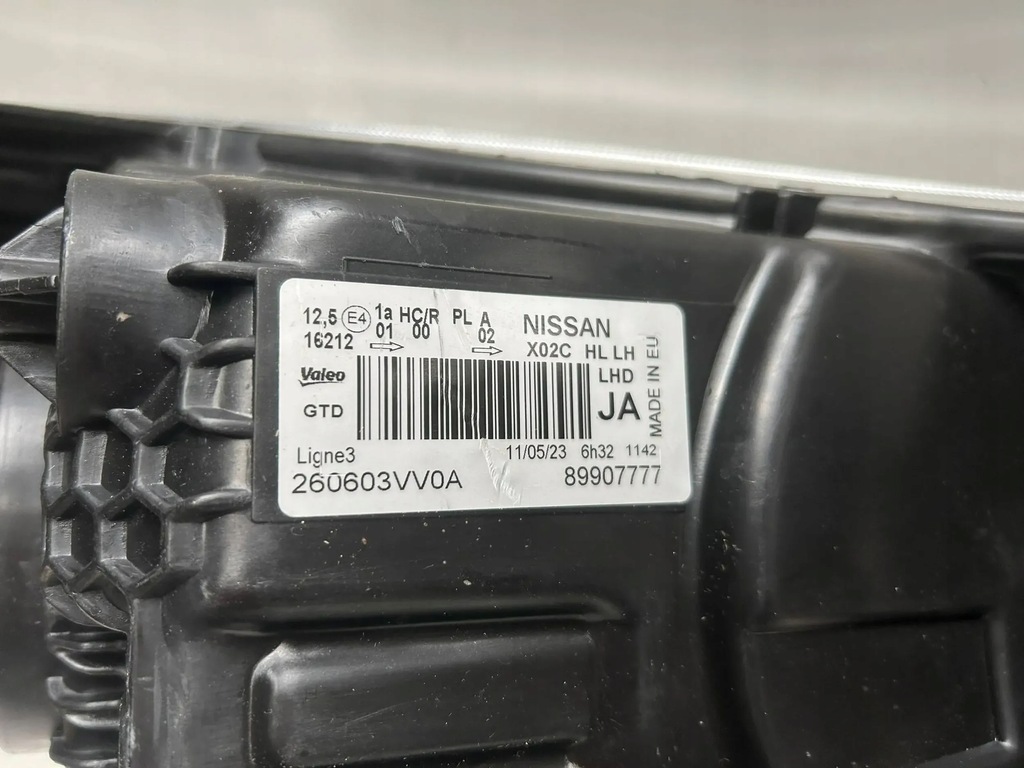 12,5 E4 1a HC/R PL A NISSAN
16212 01 00 02 X02C HL LH
Valeo LHD
GTD JA
MADE IN EU
Ligne3 11/05/23 6h32 1142
260603VV0A 89907777